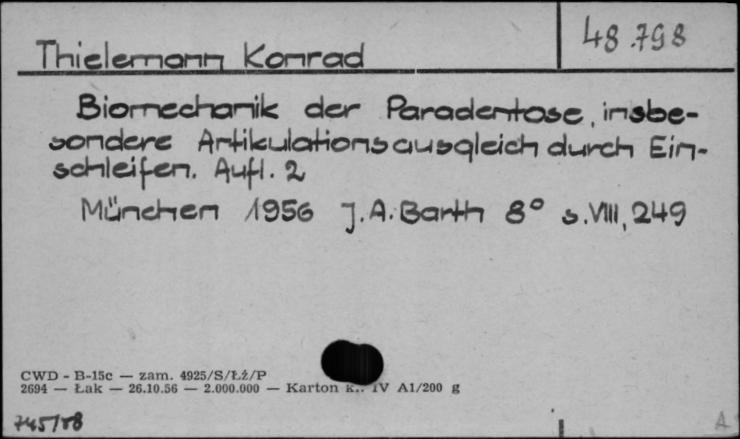 48.798
Thielemann Konrad
Biomechanik der Paradentose, insbe-
sondere Artikulationsausgleich durch Ein-
schleifen. Aufl. 2
München 1956 J.A. Barth 8° s. VIII, 249
CWD - B-15c — zam. 4925/S/Łż/P
2694 — Łak — 26.10.56 — 2.000.000 — Karton IV A1/200 g
A